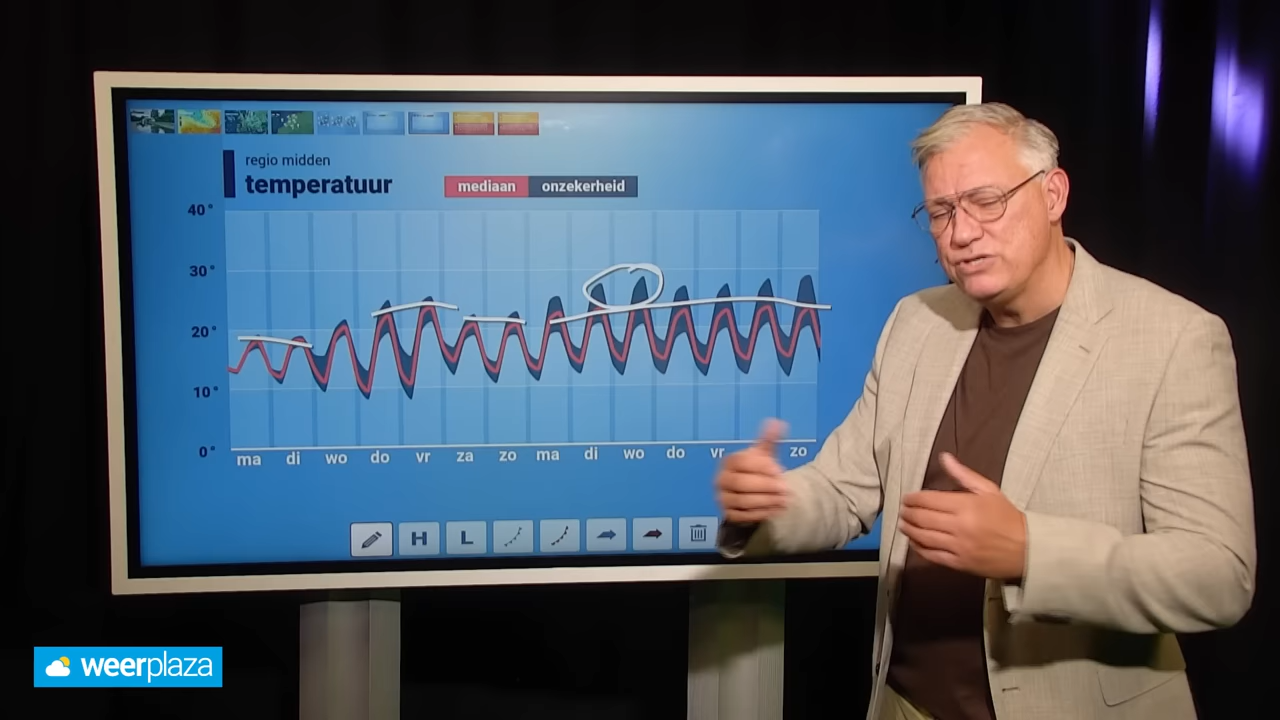 regio midden
temperatuur
mediaan onzekerheid
40°
30°
20°
10°
0°
ma di wo do vr za zo ma di wo do vr zo
H L
weerplaza